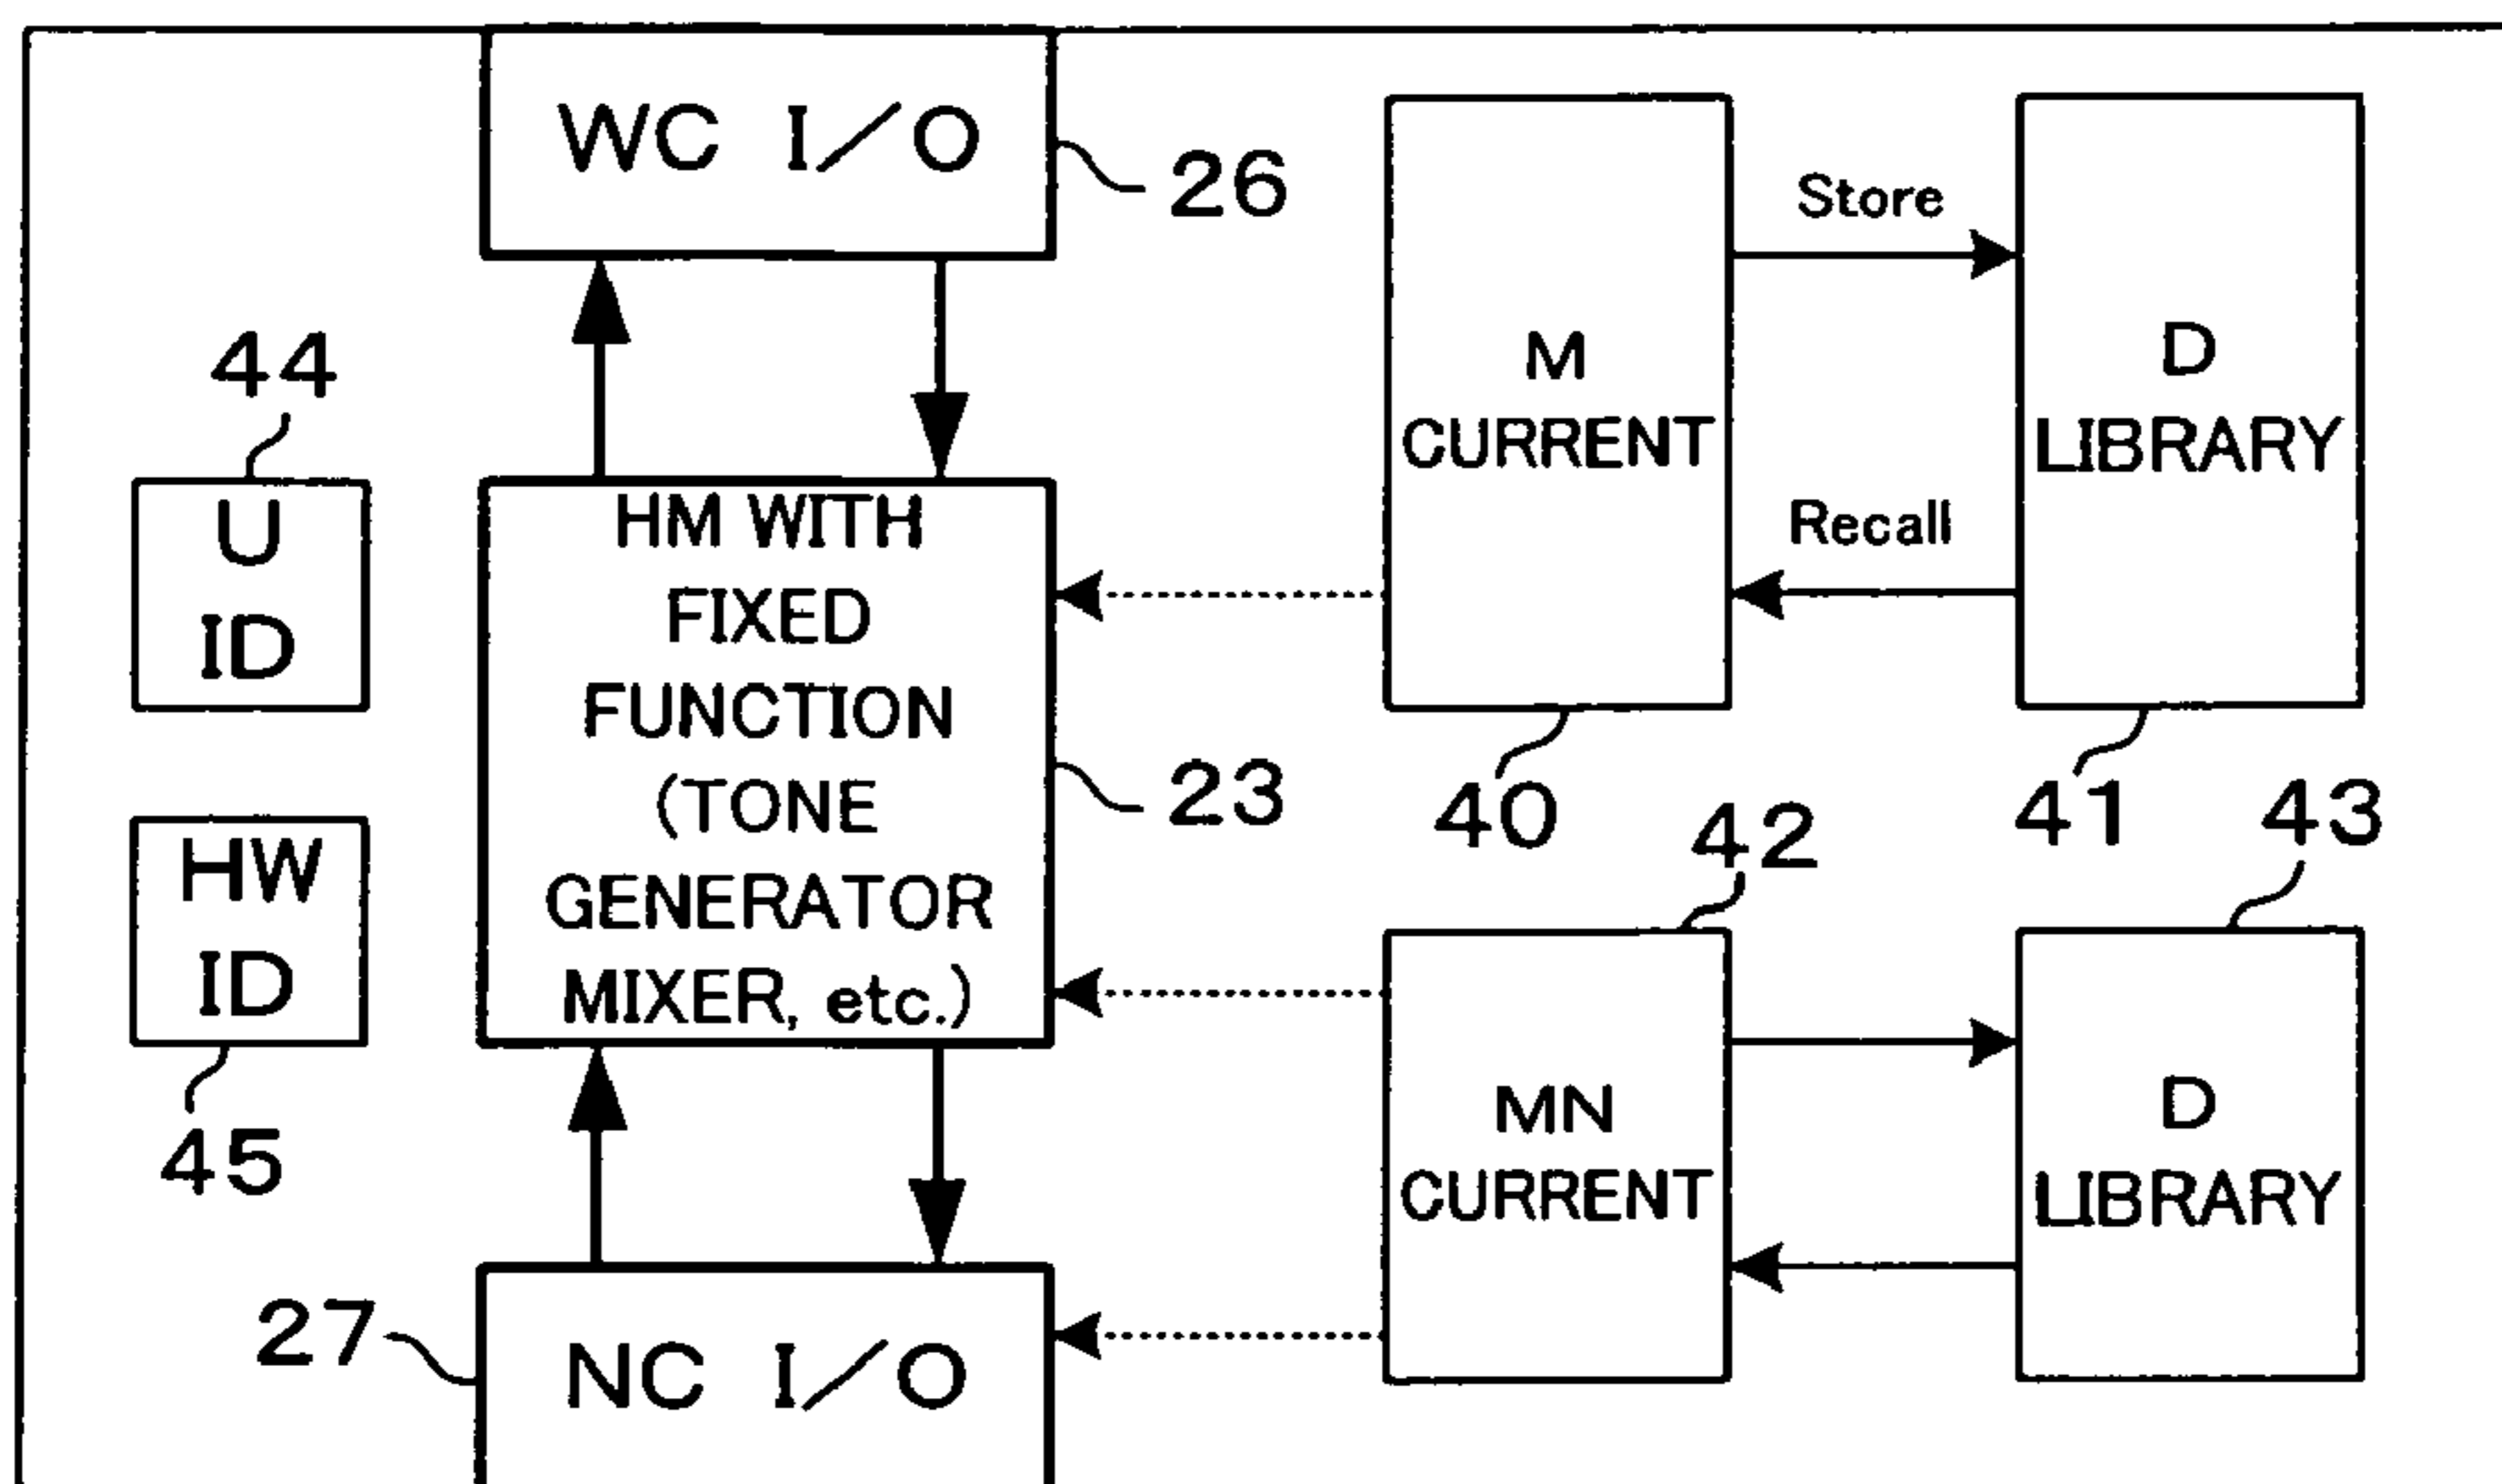 WC I/O
26
Store
M
CURRENT
D
LIBRARY
Recall
44
U
ID
HM WITH
FIXED
FUNCTION
(TONE
GENERATOR
MIXER, etc.)
23
40
41
42
43
HW
ID
45
MN
CURRENT
D
LIBRARY
27
NC I/O